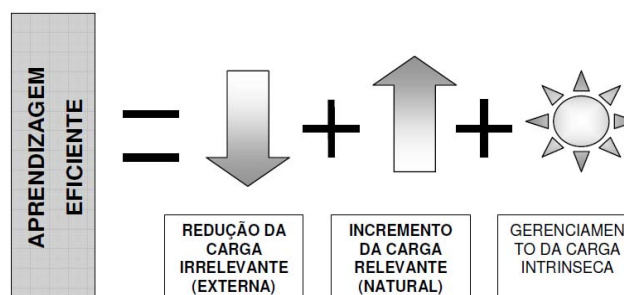 APRENDIZAGEM
EFICIENTE
REDUÇÃO DA
CARGA
IRRELEVANTE
(EXTERNA)
INCREMENTO
DA CARGA
RELEVANTE
(NATURAL)
GERENCIAMEN
TO DA CARGA
INTRINSECA